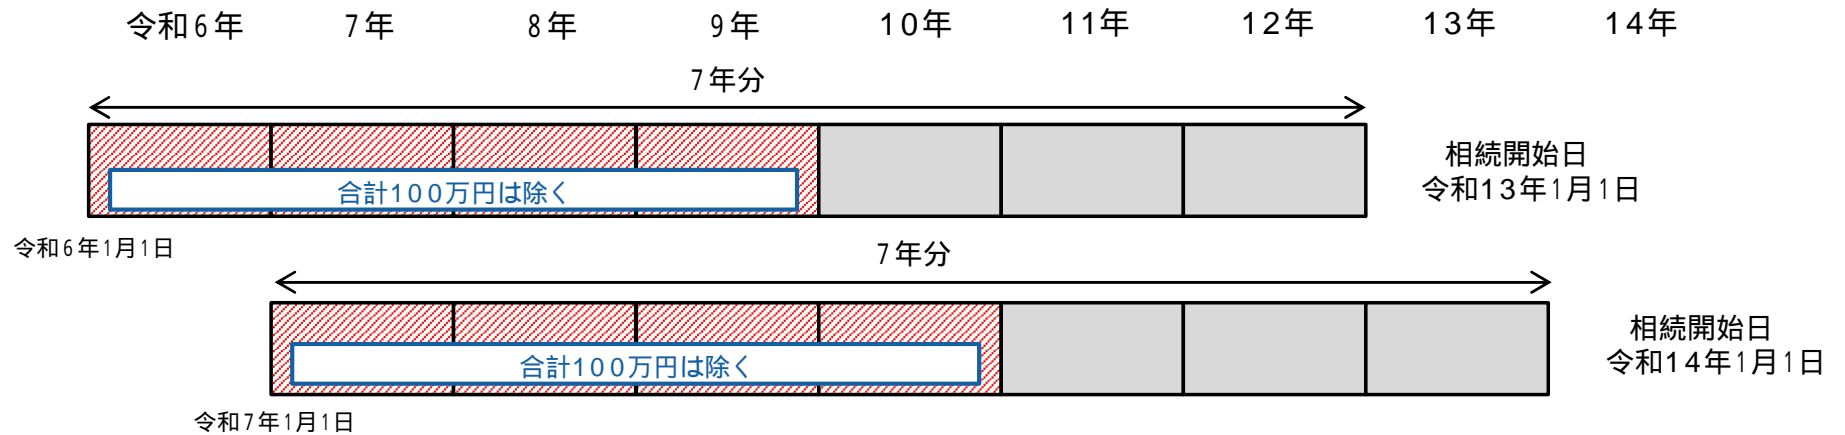 令和6年 7年 8年 9年 10年 11年 12年 13年 14年
7年分
相続開始日
令和13年1月1日
合計100万円は除く
令和6年1月1日
7年分
相続開始日
令和14年1月1日
合計100万円は除く
令和7年1月1日